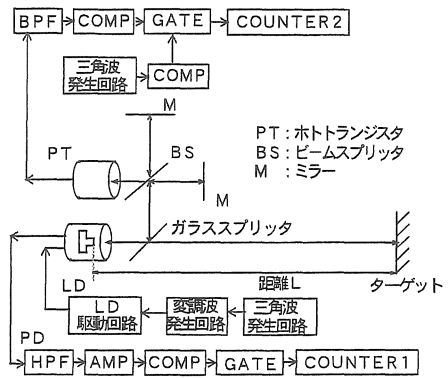 BPF COMP GATE COUNTER2
三角波
発生回路
COMP
M
PT
BS
M
PT:ホトトランジスタ
BS:ビームスプリッタ
M:ミラー
ガラススプリッタ
距離L
ターゲット
LD
LD
駆動回路
変調波
発生回路
三角波
発生回路
PD
HPF AMP COMP GATE COUNTER1